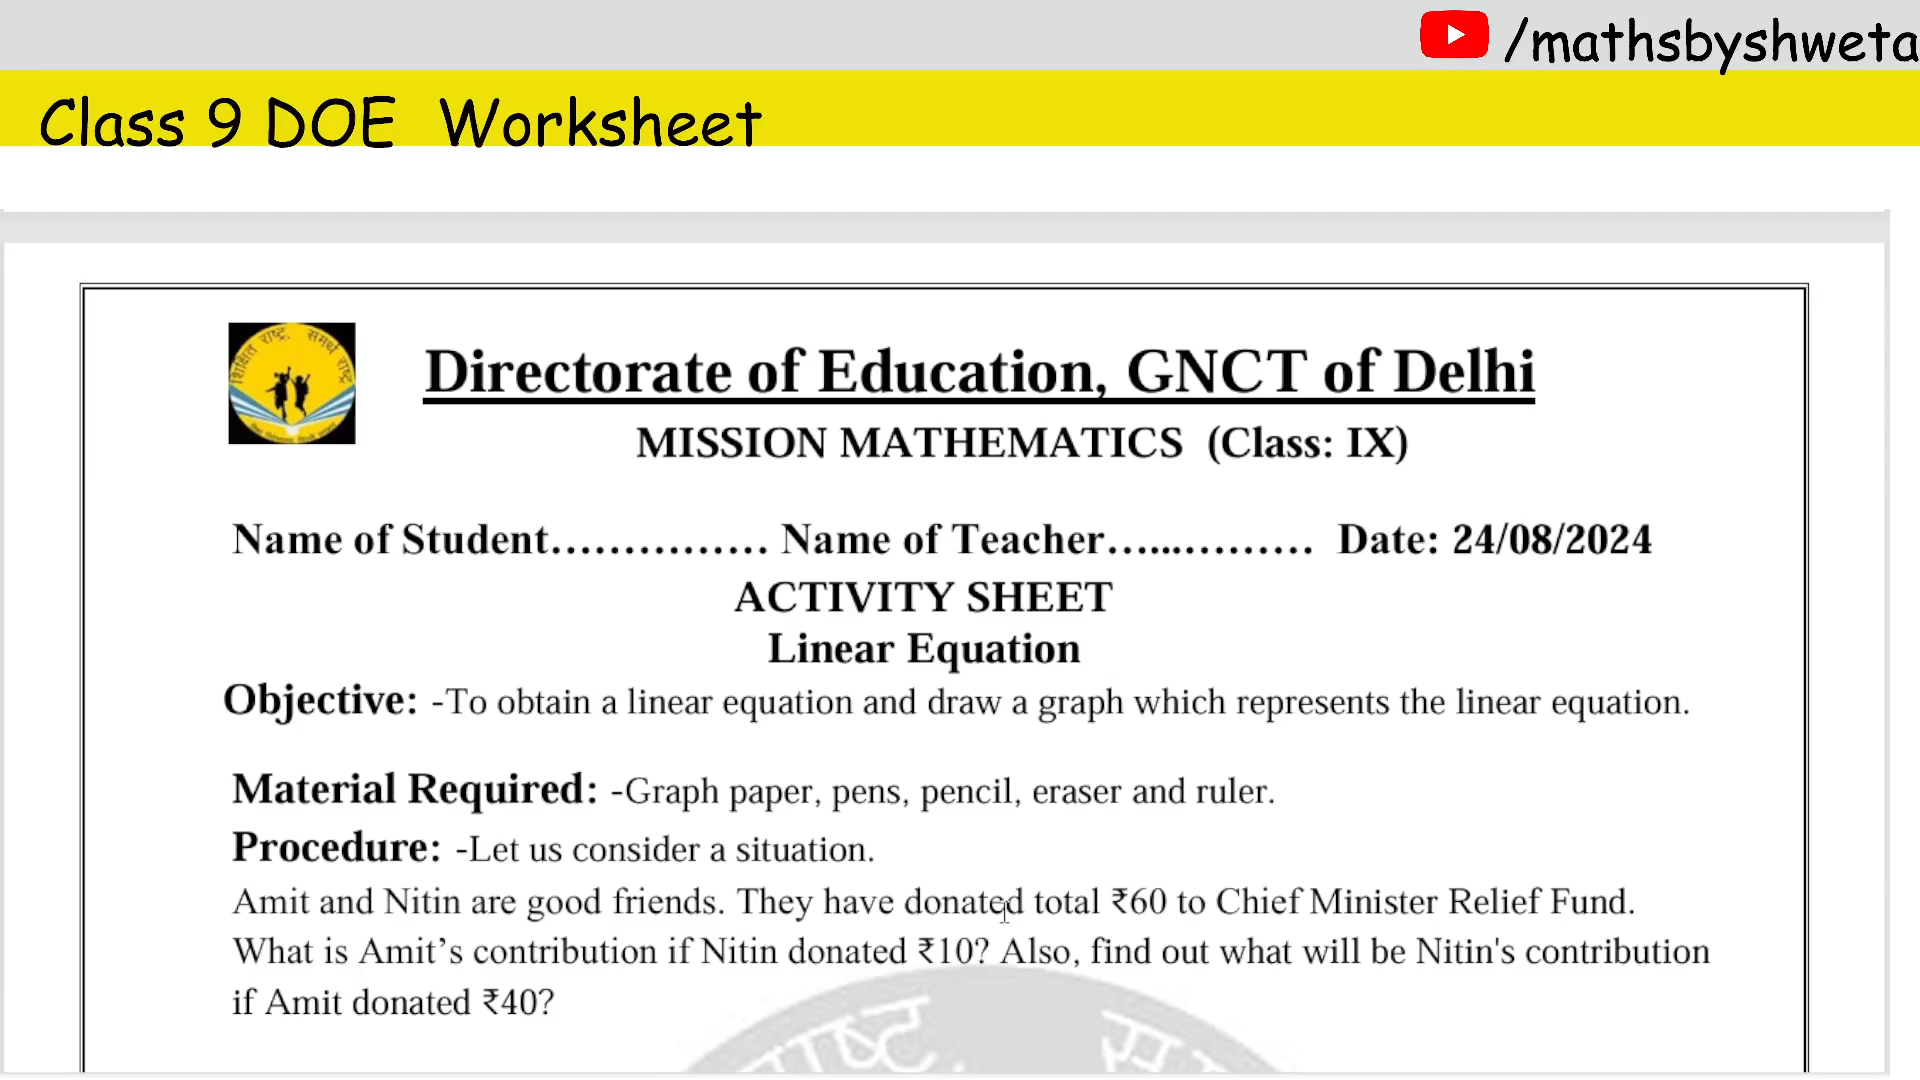 /mathsbyshweta
Class 9 DOE Worksheet
शिक्षित राष्ट्र, समर्थ राष्ट्र
Directorate of Education, GNCT of Delhi
MISSION MATHEMATICS (Class: IX)
Name of Student…………… Name of Teacher…...……… Date: 24/08/2024
ACTIVITY SHEET
Linear Equation
Objective: -To obtain a linear equation and draw a graph which represents the linear equation.
Material Required: -Graph paper, pens, pencil, eraser and ruler.
Procedure: -Let us consider a situation.
Amit and Nitin are good friends. They have donated total ₹60 to Chief Minister Relief Fund.
What is Amit’s contribution if Nitin donated ₹10? Also, find out what will be Nitin's contribution
if Amit donated ₹40?